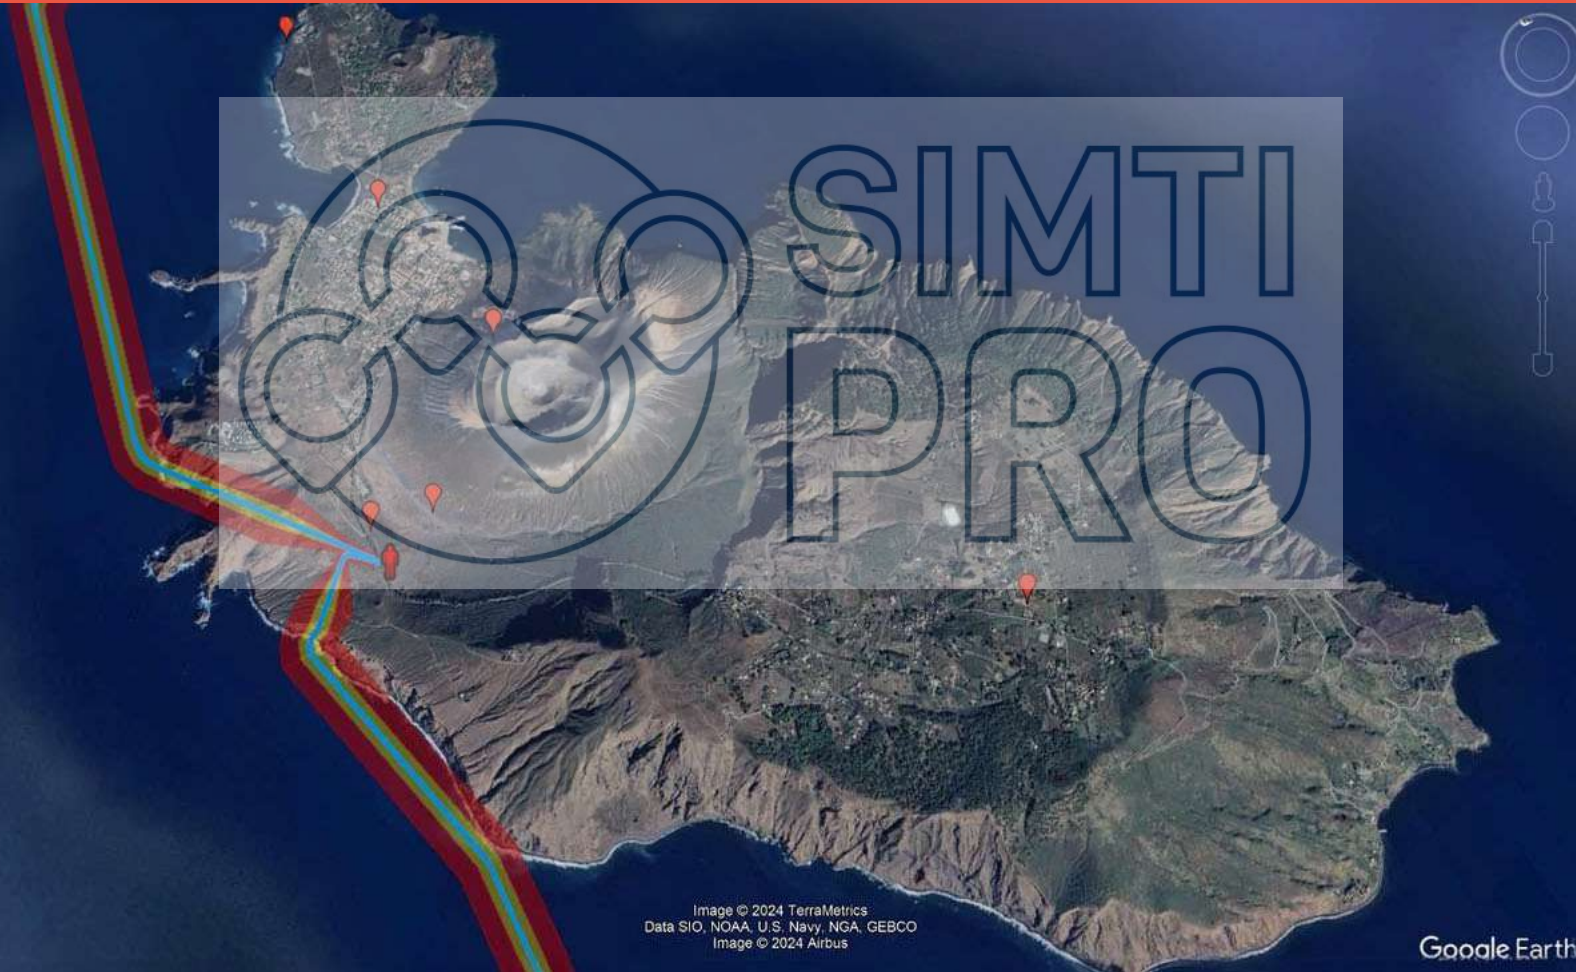 SIMTI
PRO
Image © 2024 TerraMetrics
Data SIO, NOAA, U.S. Navy, NGA, GEBCO
Image © 2024 Airbus
Google Earth